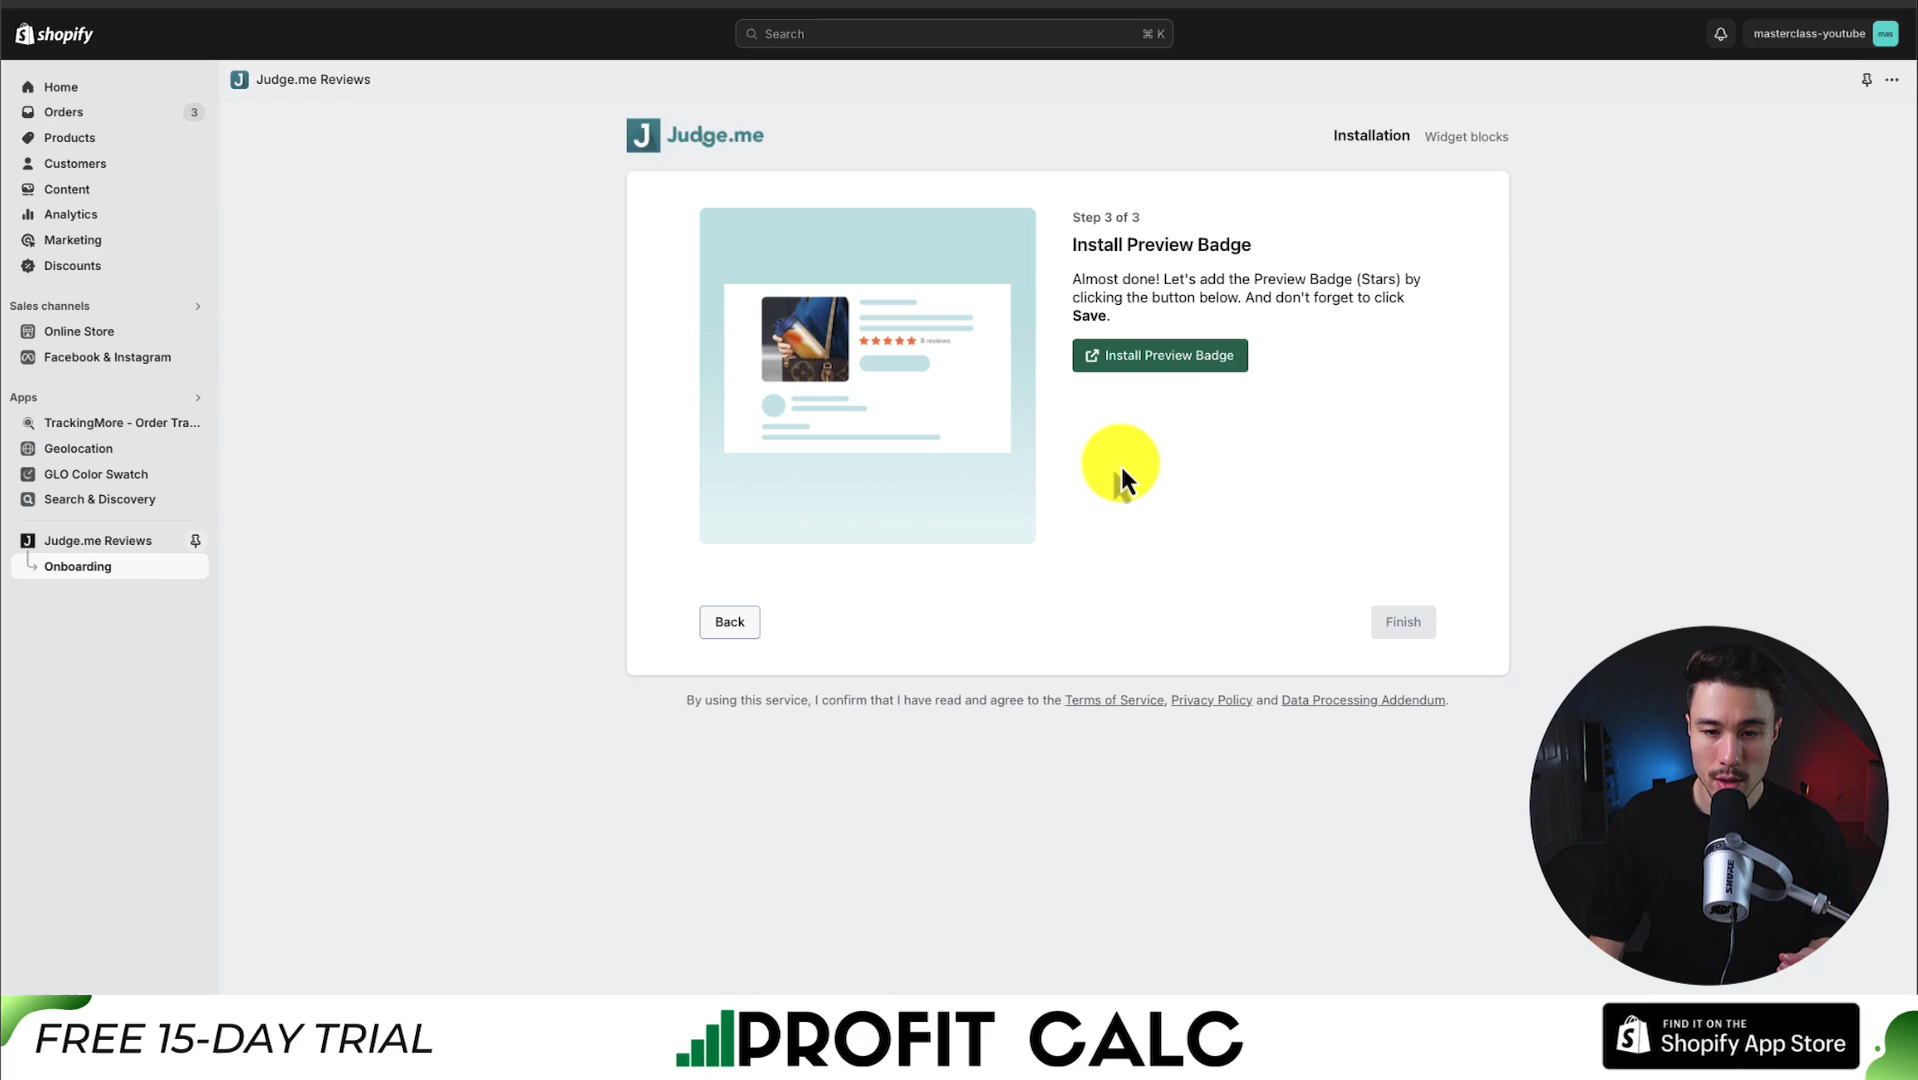 shopify
Search
⌘ K
masterclass-youtube
mas
Home
Orders
3
Products
Customers
Content
Analytics
Marketing
Discounts
Sales channels
Online Store
Facebook & Instagram
Apps
TrackingMore - Order Tra...
Geolocation
GLO Color Swatch
Search & Discovery
Judge.me Reviews
Onboarding
J
Judge.me Reviews
J Judge.me
Installation
Widget blocks
8 reviews
Step 3 of 3
Install Preview Badge
Almost done! Let's add the Preview Badge (Stars) by
clicking the button below. And don't forget to click
Save.
Install Preview Badge
Back
Finish
By using this service, I confirm that I have read and agree to the Terms of Service, Privacy Policy and Data Processing Addendum.
SHURE
FREE 15-DAY TRIAL
PROFIT CALC
FIND IT ON THE
Shopify App Store